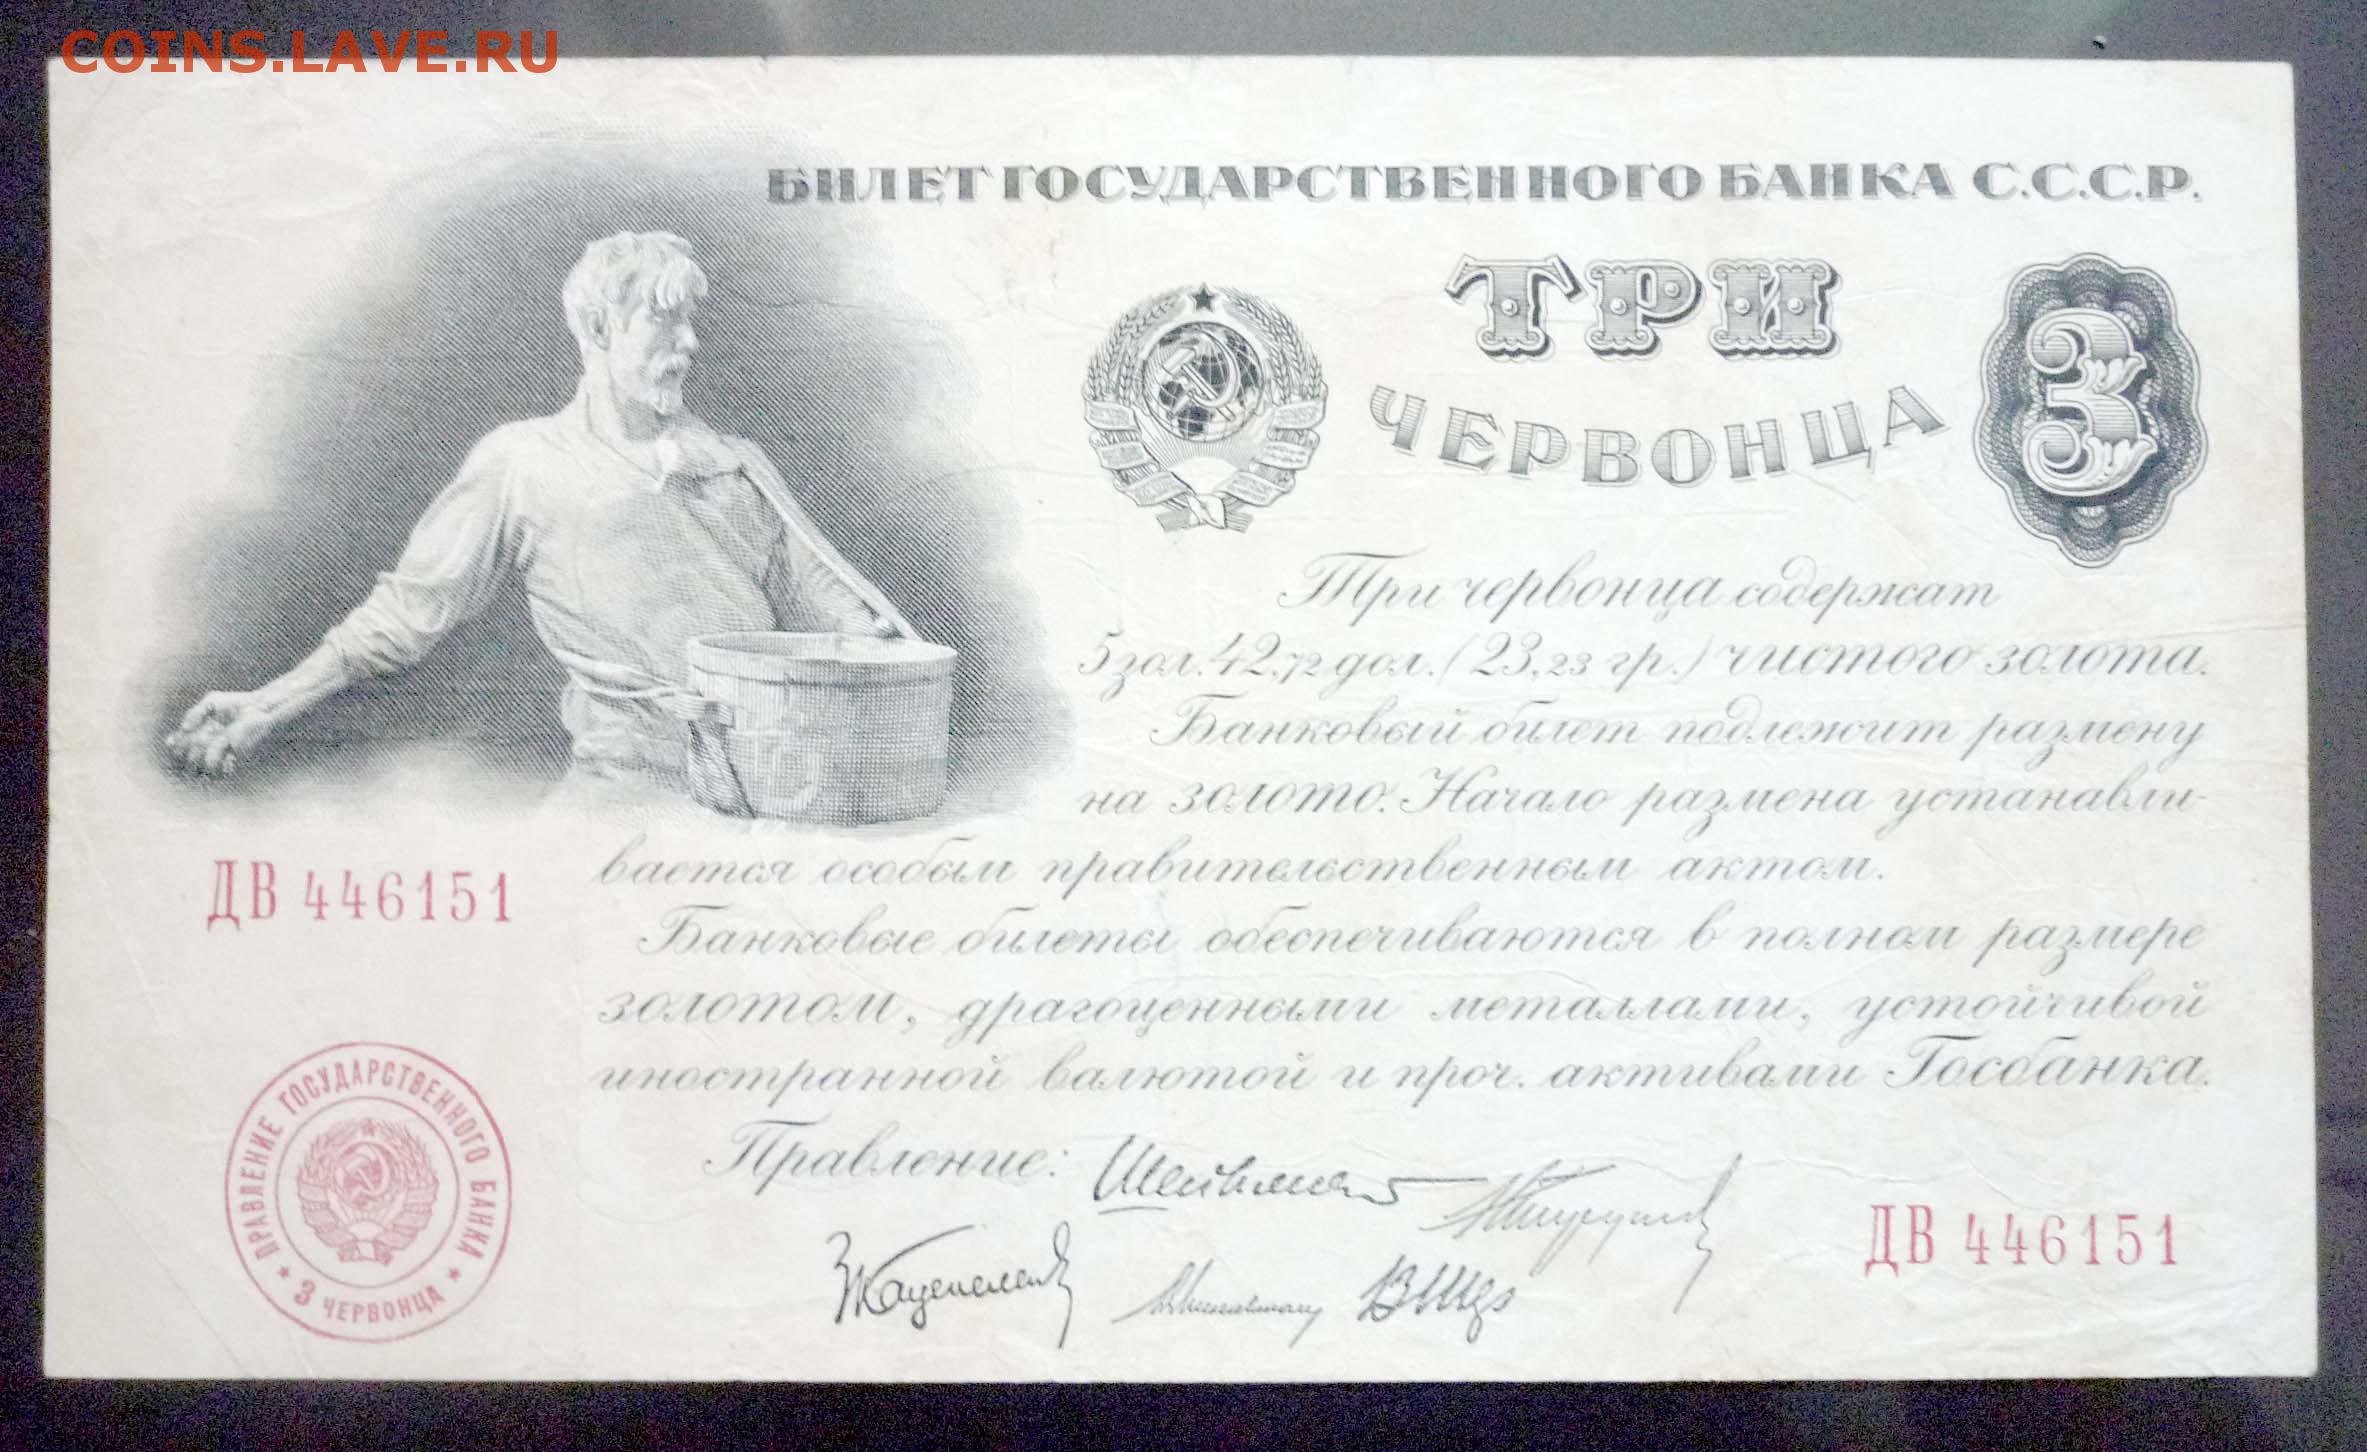 COINS.LAVE.RU
БИЛЕТ ГОСУДАРСТВЕННОГО БАНКА С.С.С.Р.
ТРИ
ЧЕРВОНЦА
3
Три червонца содержат
5 зол. 42,72 дол. (23,23 гр.) чистого золота.
Банковый билет подлежит размену
на золото. Начало размена устанавли-
вается особым правительственным актом.
ДВ 446151
Банковые билеты обеспечиваются в полном размере
золотом, драгоценными металлами, устойчивой
иностранной валютой и проч. активами Госбанка.
Правление:
ПРАВЛЕНИЕ ГОСУДАРСТВЕННОГО БАНКА
★ 3 ЧЕРВОНЦА ★
ДВ 446151